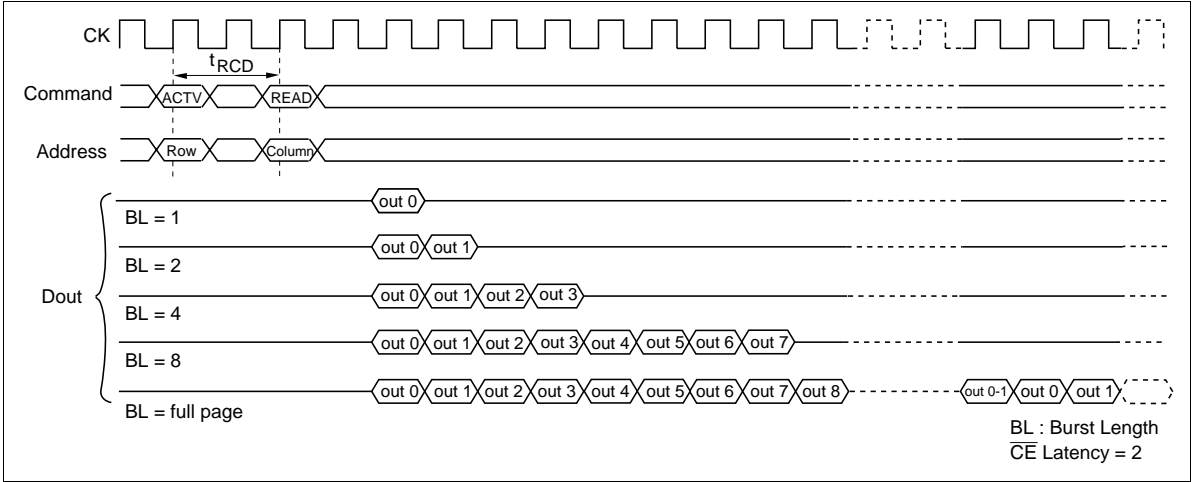 CK
tRCD
Command ACTV READ
Address Row Column
out 0
BL = 1
out 0 out 1
BL = 2
Dout
out 0 out 1 out 2 out 3
BL = 4
out 0 out 1 out 2 out 3 out 4 out 5 out 6 out 7
BL = 8
out 0 out 1 out 2 out 3 out 4 out 5 out 6 out 7 out 8 out 0-1 out 0 out 1
BL = full page
BL : Burst Length
C̅E̅ Latency = 2